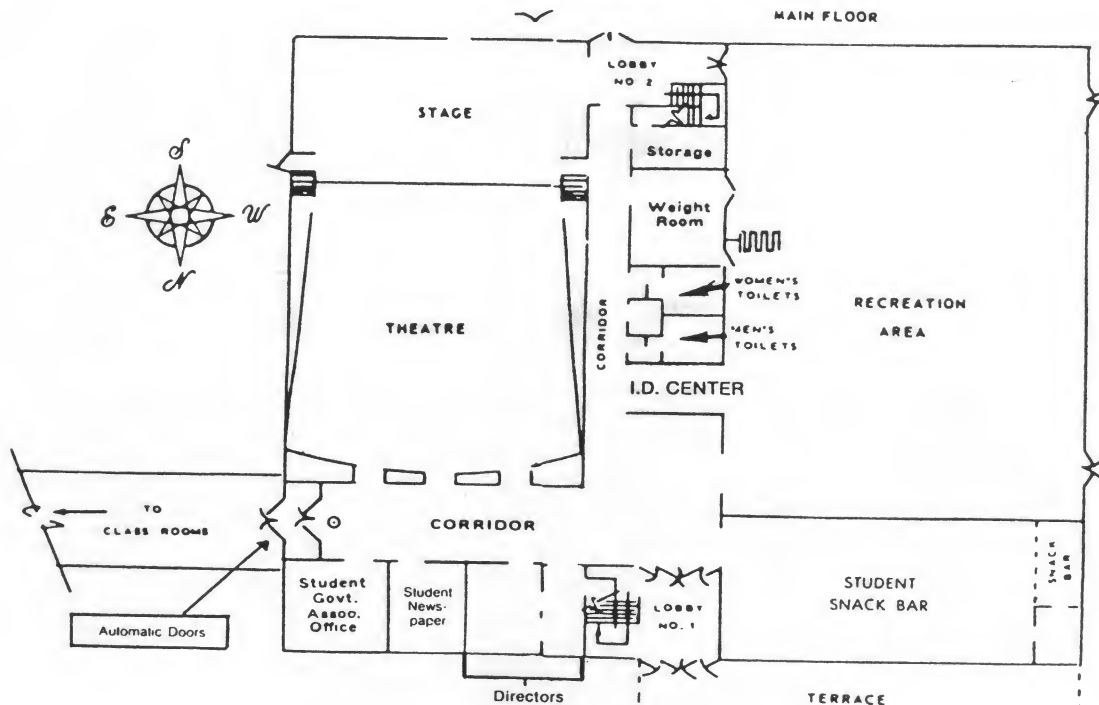 MAIN FLOOR
LOBBY
NO. 2
STAGE
Storage
S
E
W
N
Weight
Room
WOMEN'S
TOILETS
THEATRE
CORRIDOR
RECREATION
AREA
MEN'S
TOILETS
I.D. CENTER
TO
CLASS ROOMS
CORRIDOR
SNACK
BAR
Student
Govt.
Assoc.
Office
Student
News-
paper
LOBBY
NO. 1
STUDENT
SNACK BAR
Automatic Doors
Directors
TERRACE